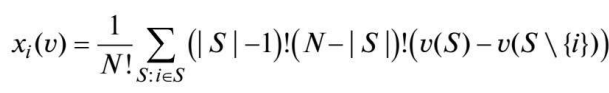 x_i(v) = \frac{1}{N!} \sum_{S:i \in S} (|S|-1)!(N-|S|)!(v(S)-v(S \setminus \{i\}))